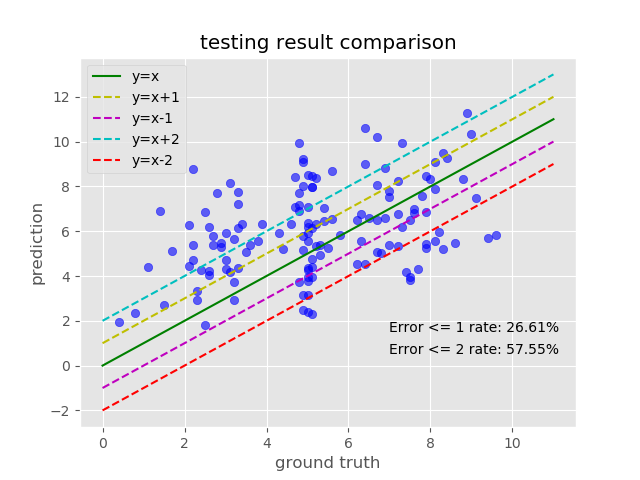 testing result comparison
y=x
y=x+1
y=x-1
y=x+2
y=x-2
12
10
8
6
4
2
0
−2
prediction
Error <= 1 rate: 26.61%
Error <= 2 rate: 57.55%
0 2 4 6 8 10
ground truth